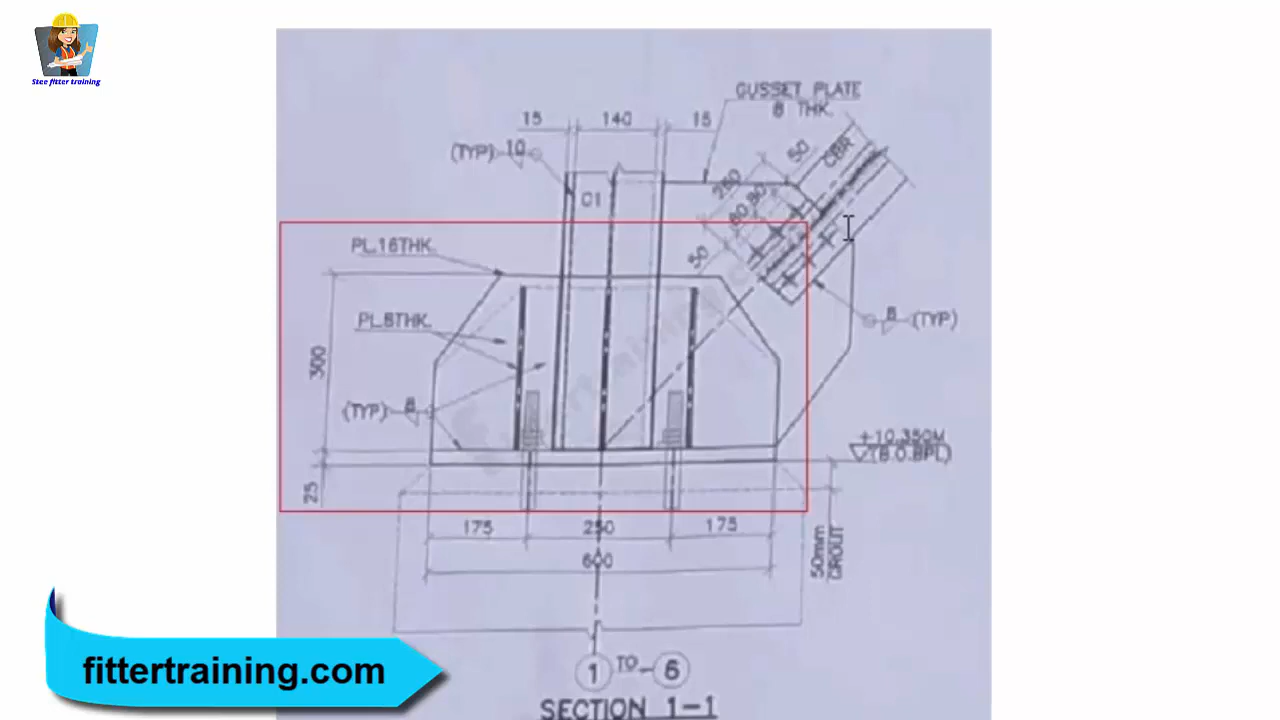 Stee fitter training
GUSSET PLATE
8 THK.
15
140
15
(TYP)
10
C1
50
CBR
80
50
PL.16THK.
PL.8THK.
300
(TYP)
8
8
(TYP)
+10.350M
(B.O.BPL)
25
175
250
175
600
50mm
GROUT
1
TO
6
SECTION 1-1
fittertraining.com